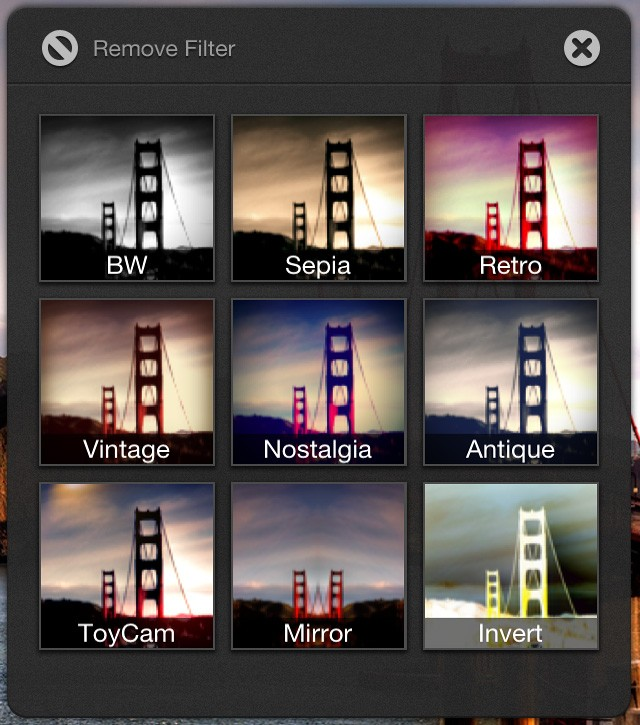 Remove Filter
BW
Sepia
Retro
Vintage
Nostalgia
Antique
ToyCam
Mirror
Invert